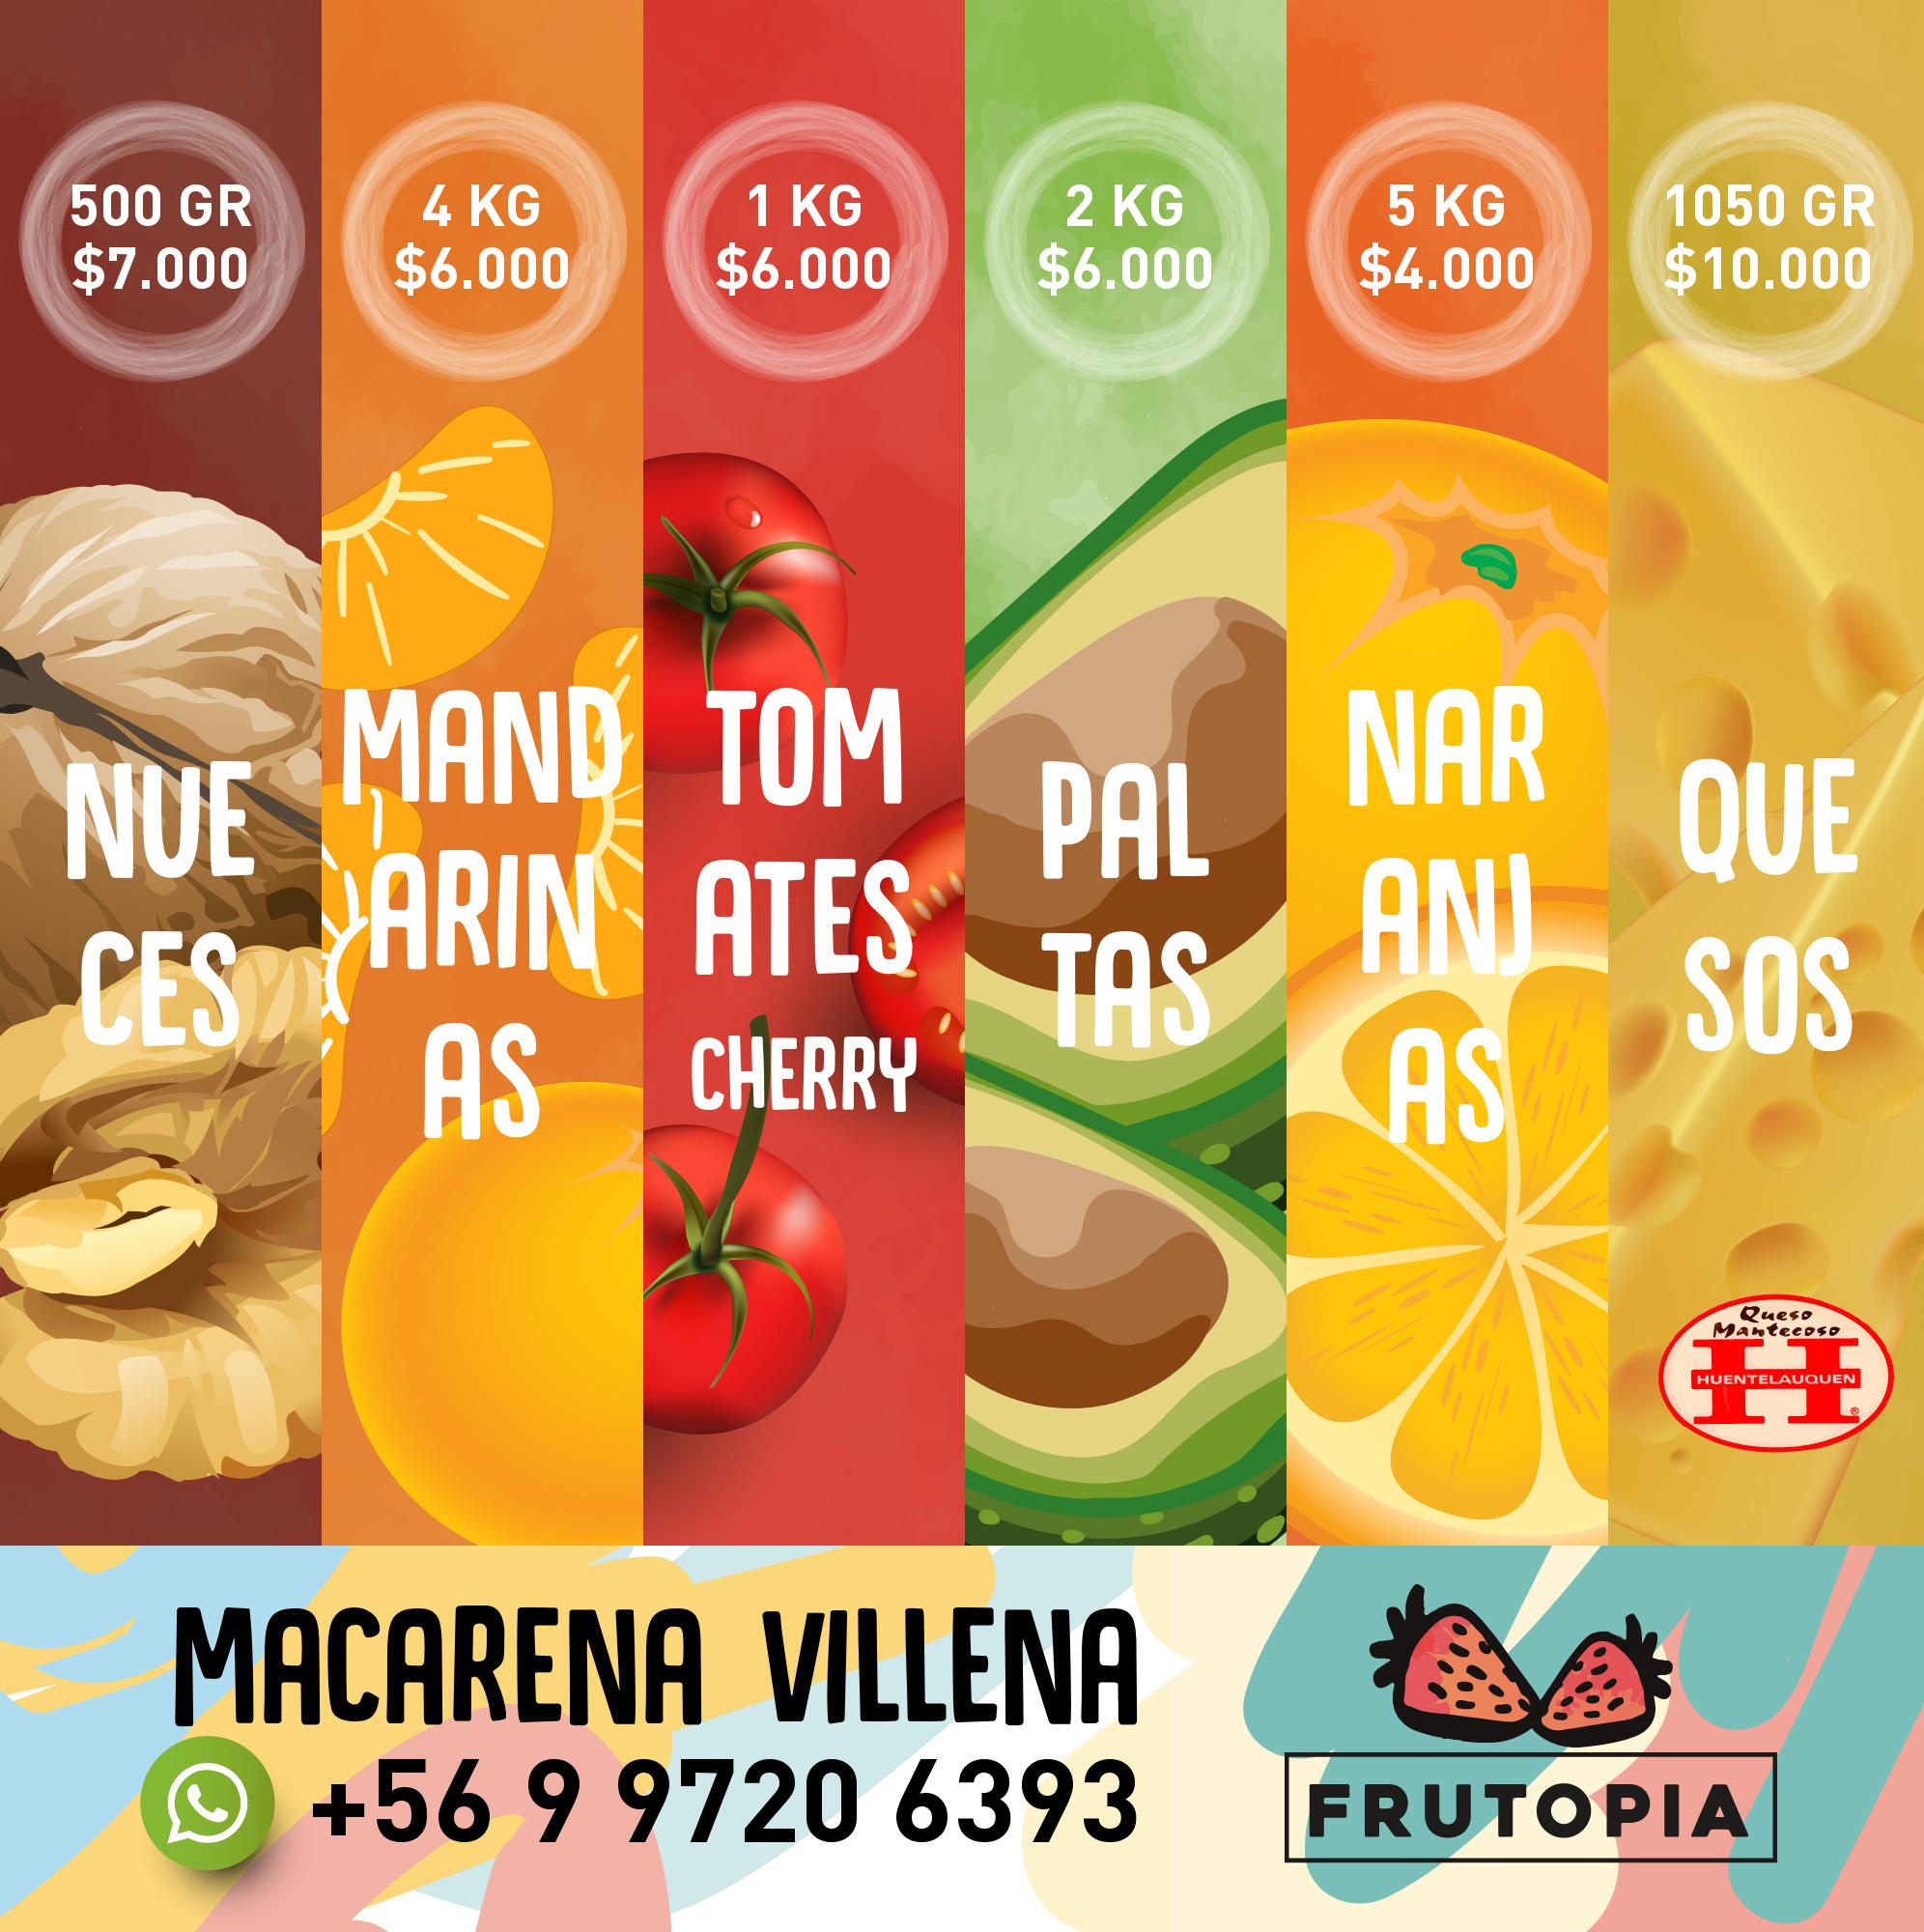 500 GR
$7.000
NUE
CES
4 KG
$6.000
MAND
ARIN
AS
1 KG
$6.000
TOM
ATES
CHERRY
2 KG
$6.000
PAL
TAS
5 KG
$4.000
NAR
ANJ
AS
1050 GR
$10.000
QUE
SOS
Queso
Mantecoso
H
HUENTELAUQUEN
®
MACARENA VILLENA
+56 9 9720 6393
FRUTOPIA